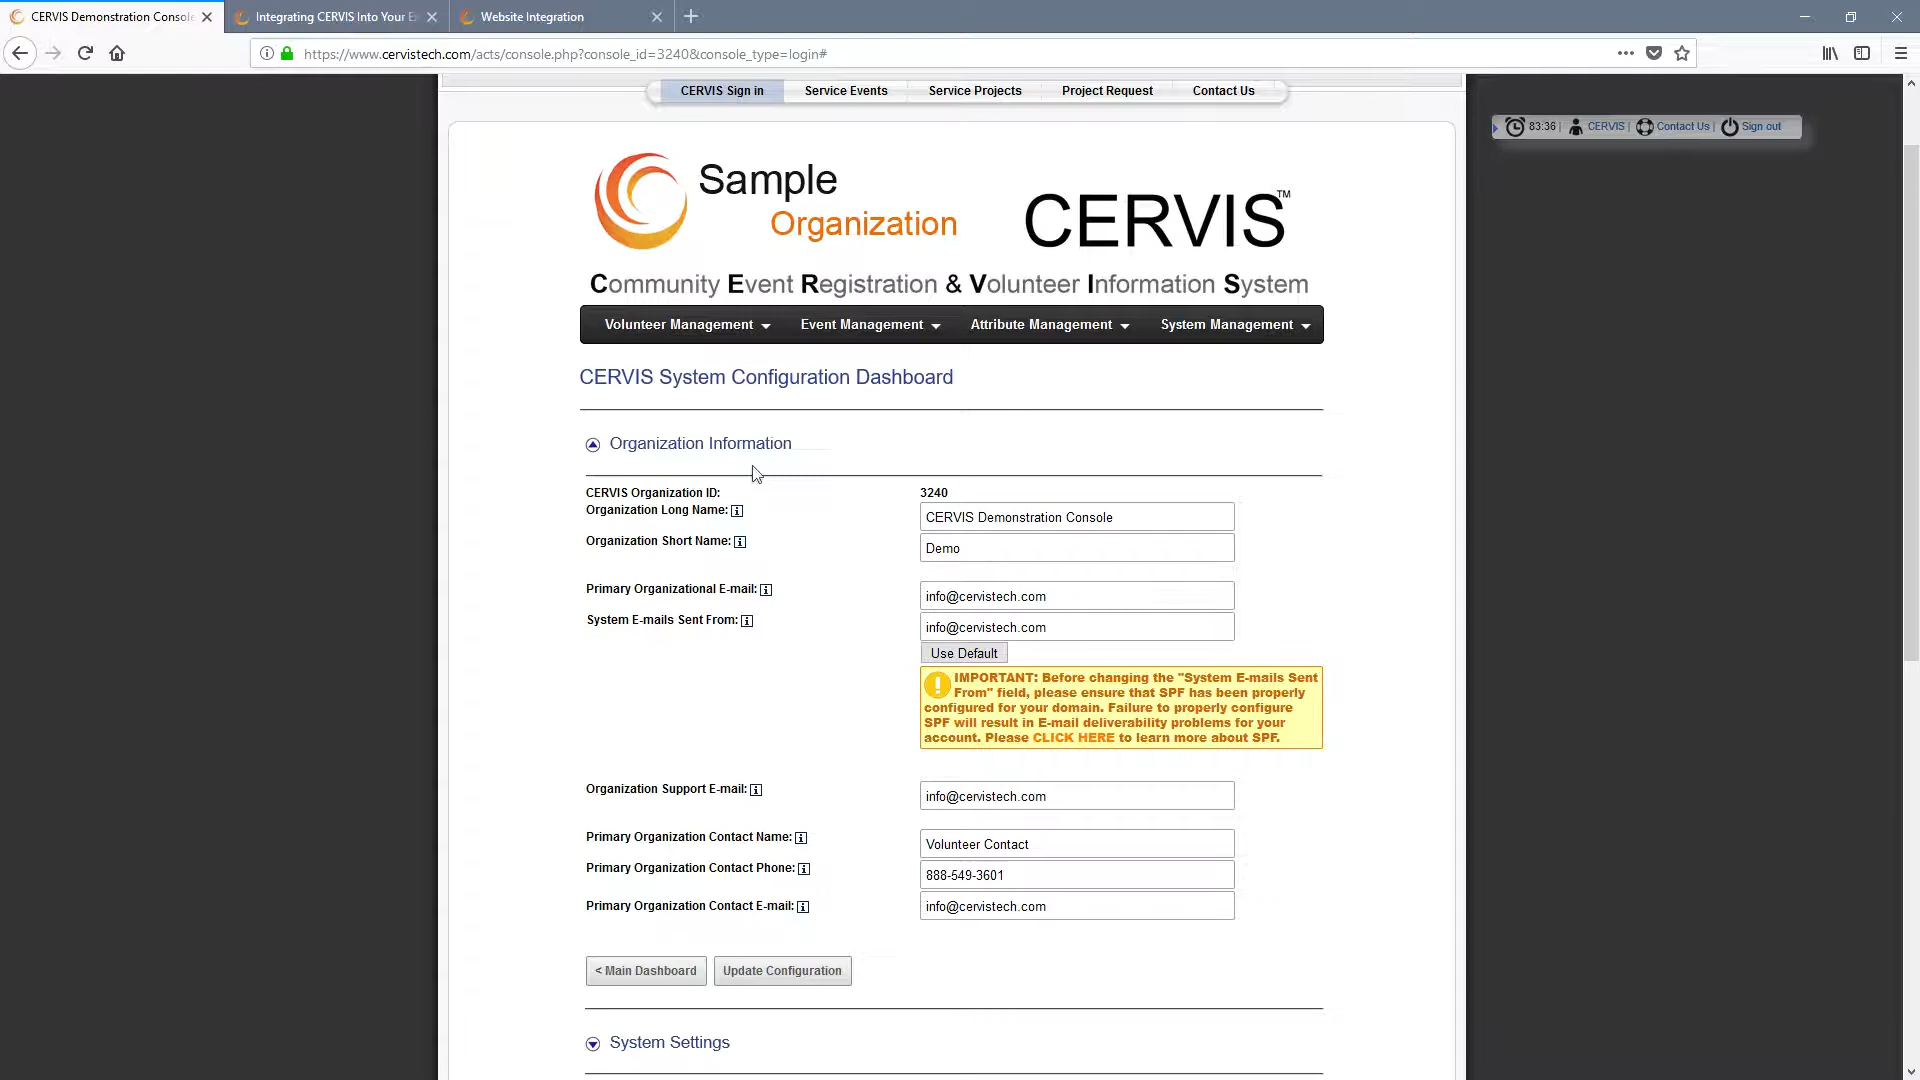 CERVIS Demonstration Console
Integrating CERVIS Into Your E
Website Integration
https://www.cervistech.com/acts/console.php?console_id=3240&console_type=login#
CERVIS Sign in
Service Events
Service Projects
Project Request
Contact Us
83:36 | CERVIS | Contact Us | Sign out
Sample
Organization
CERVIS™
Community Event Registration & Volunteer Information System
Volunteer Management
Event Management
Attribute Management
System Management
CERVIS System Configuration Dashboard
Organization Information
CERVIS Organization ID: 3240
Organization Long Name: CERVIS Demonstration Console
Organization Short Name: Demo
Primary Organizational E-mail: info@cervistech.com
System E-mails Sent From: info@cervistech.com
Use Default
IMPORTANT: Before changing the "System E-mails Sent
From" field, please ensure that SPF has been properly
configured for your domain. Failure to properly configure
SPF will result in E-mail deliverability problems for your
account. Please CLICK HERE to learn more about SPF.
Organization Support E-mail: info@cervistech.com
Primary Organization Contact Name: Volunteer Contact
Primary Organization Contact Phone: 888-549-3601
Primary Organization Contact E-mail: info@cervistech.com
< Main Dashboard
Update Configuration
System Settings